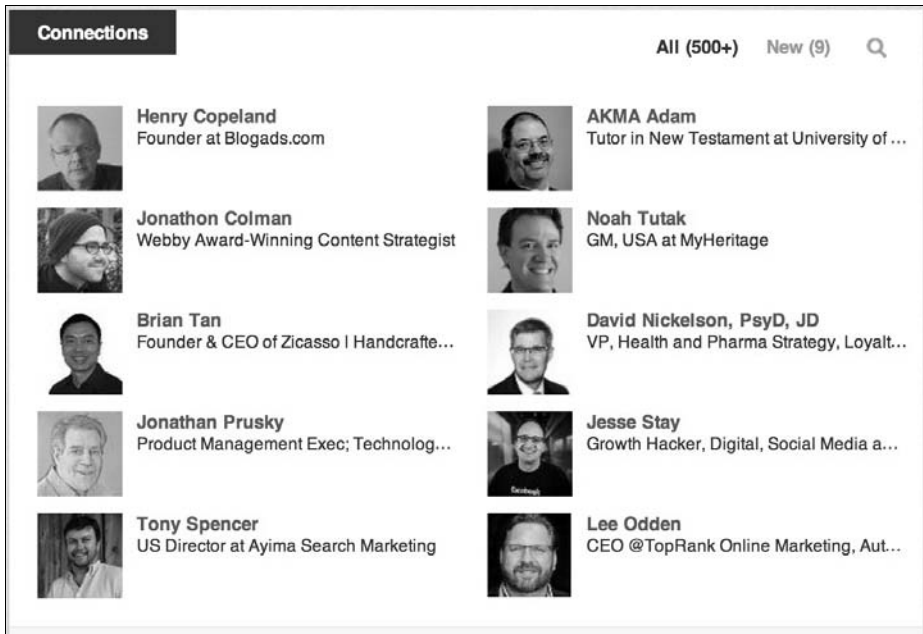 Connections
All (500+) New (9)
Henry Copeland
Founder at Blogads.com
AKMA Adam
Tutor in New Testament at University of ...
Jonathon Colman
Webby Award-Winning Content Strategist
Noah Tutak
GM, USA at MyHeritage
Brian Tan
Founder & CEO of Zicasso | Handcrafte...
David Nickelson, PsyD, JD
VP, Health and Pharma Strategy, Loyalt...
Jonathan Prusky
Product Management Exec; Technolog...
Jesse Stay
Growth Hacker, Digital, Social Media a...
facebook
Tony Spencer
US Director at Ayima Search Marketing
Lee Odden
CEO @TopRank Online Marketing, Aut...